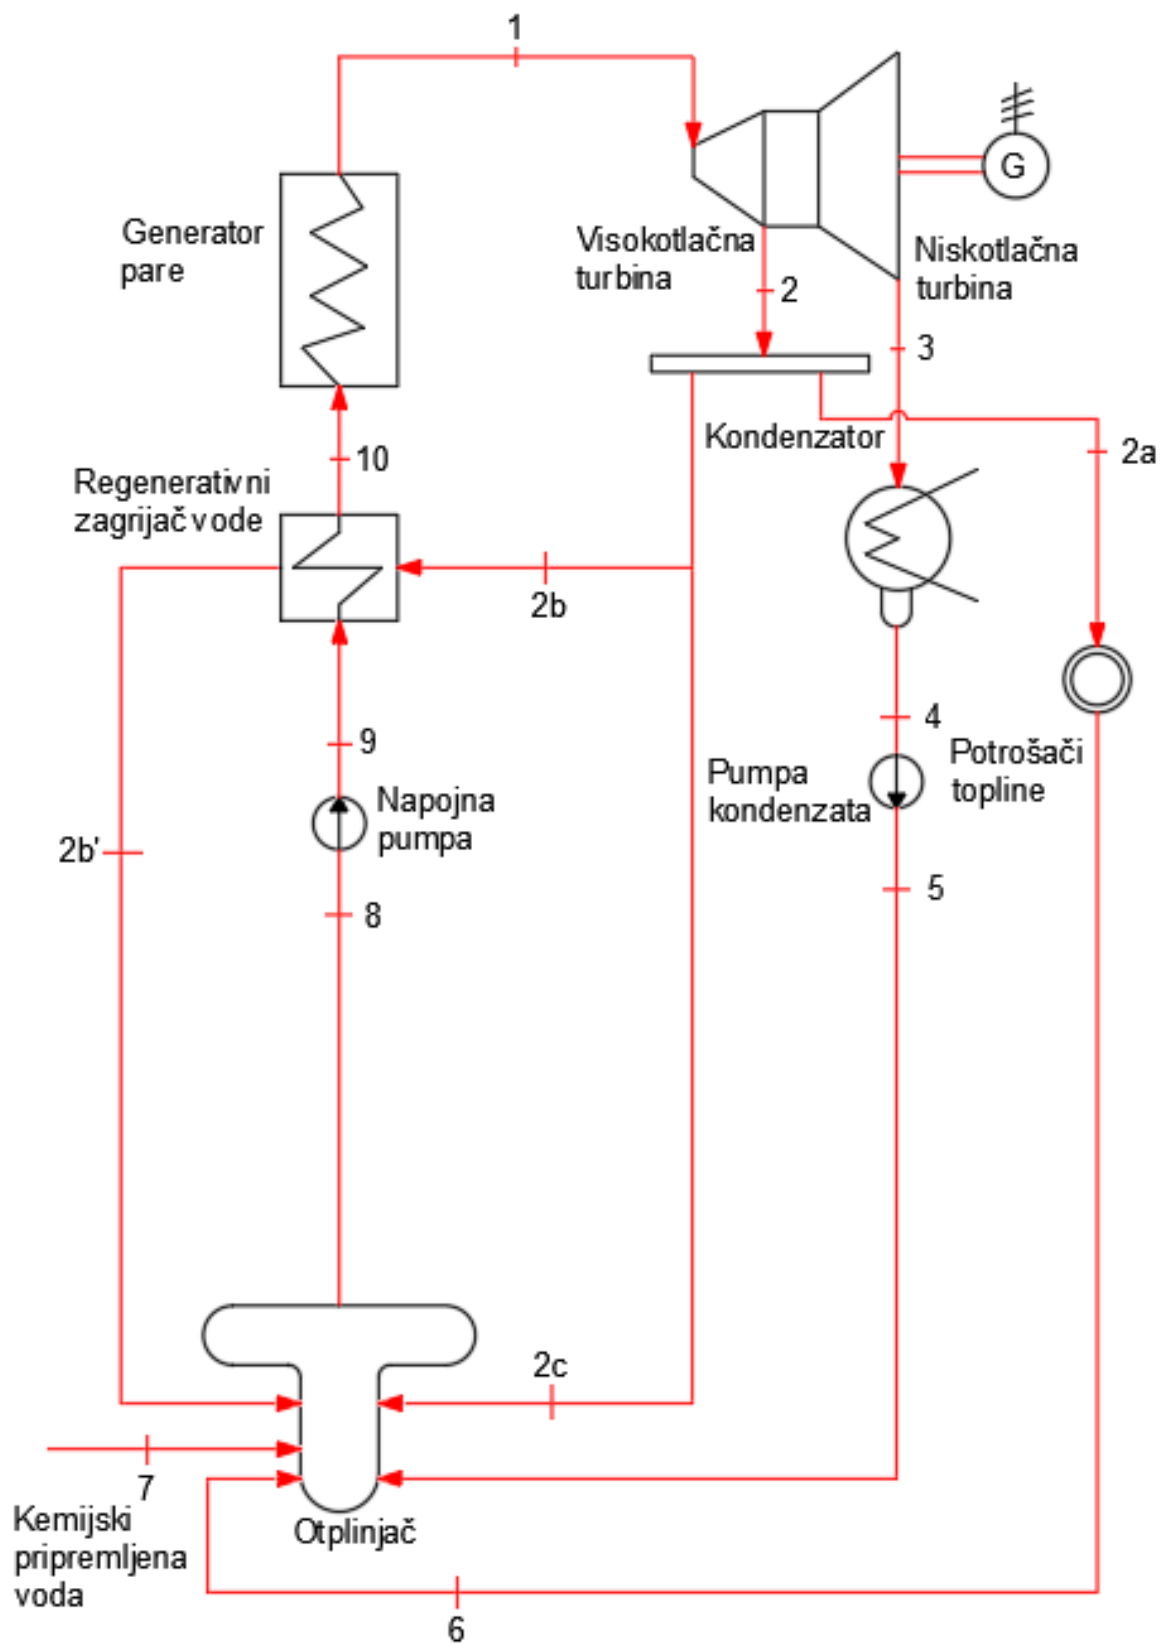 1
G
Generator
pare
Visokotlačna
turbina
Niskotlačna
turbina
2
3
Kondenzator
2a
10
Regenerativni
zagrijač vode
2b
4
9
Potrošači
topline
Pumpa
kondenzata
Napojna
pumpa
2b'
5
8
2c
7
Kemijski
pripremljena
voda
Otplinjač
6